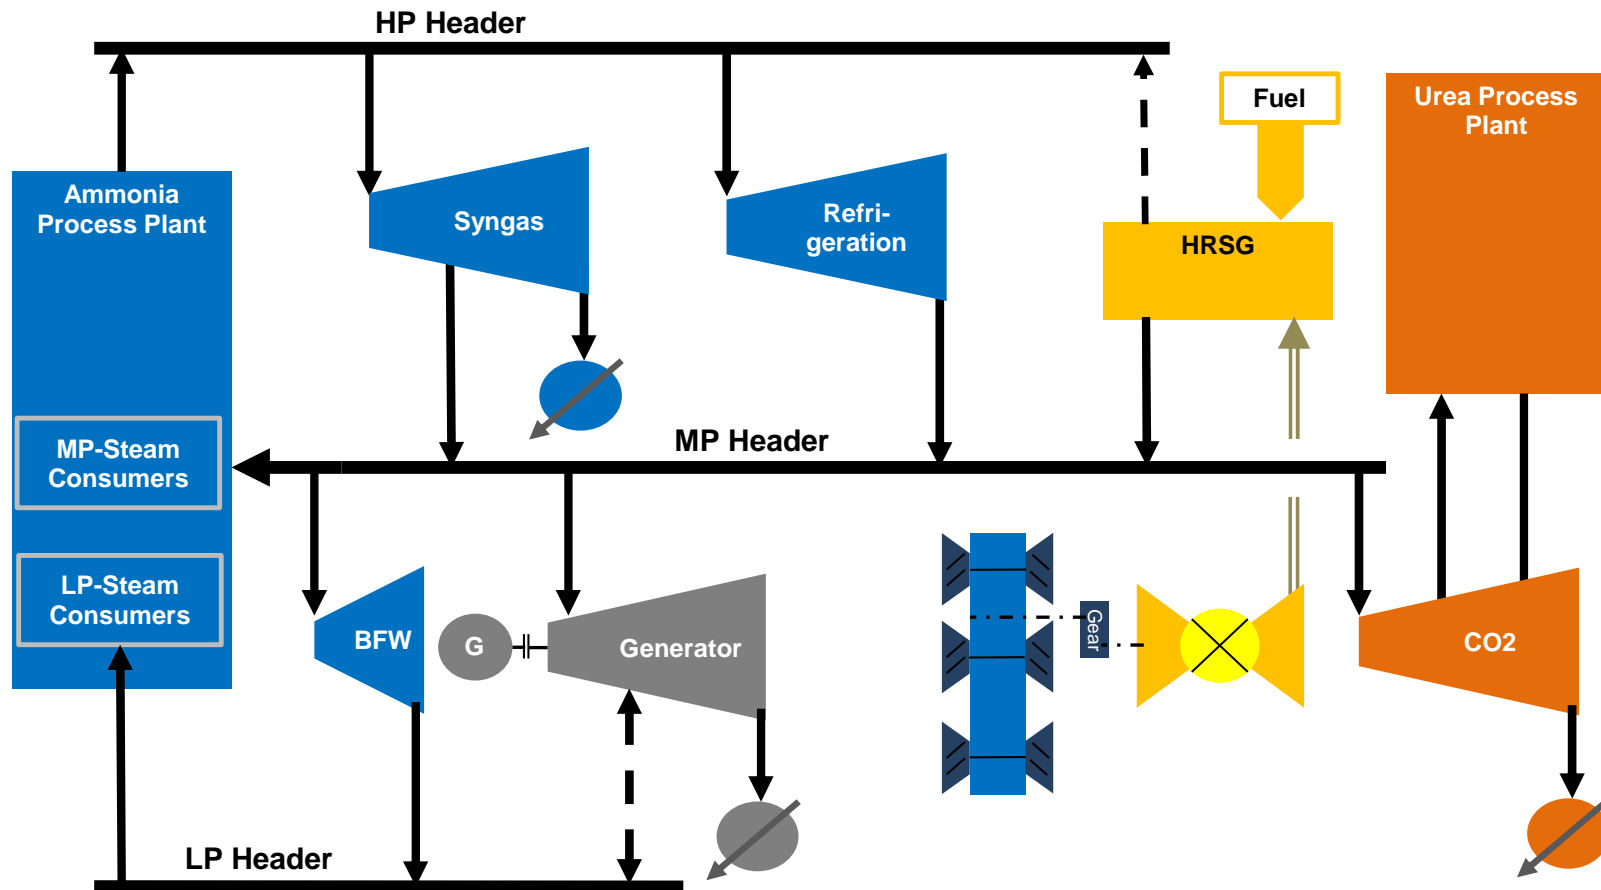 HP Header
Fuel
Urea Process
Plant
Ammonia
Process Plant
Syngas
Refri-
geration
HRSG
MP-Steam
Consumers
MP Header
LP-Steam
Consumers
BFW
G
Generator
Gear
CO2
LP Header